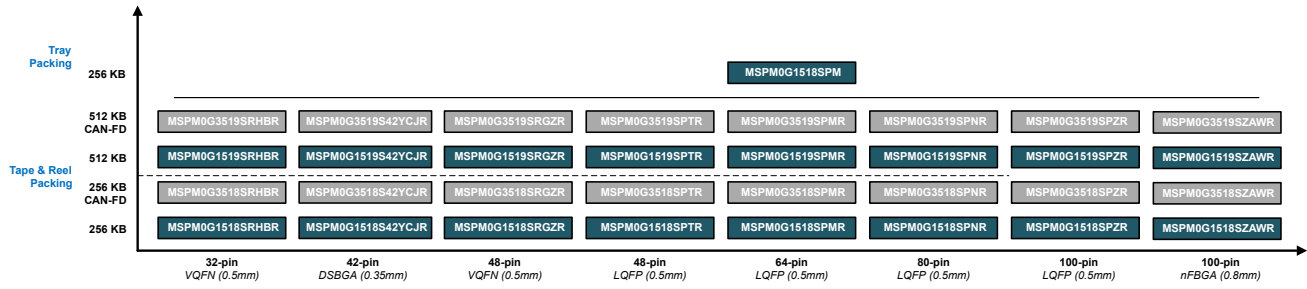 Tray
Packing
256 KB
MSPM0G1518SPM
512 KB
CAN-FD
MSPM0G3519SRHBR MSPM0G3519S42YCJR MSPM0G3519SRGZR MSPM0G3519SPTR MSPM0G3519SPMR MSPM0G3519SPNR MSPM0G3519SPZR MSPM0G3519SZAWR
512 KB
MSPM0G1519SRHBR MSPM0G1519S42YCJR MSPM0G1519SRGZR MSPM0G1519SPTR MSPM0G1519SPMR MSPM0G1519SPNR MSPM0G1519SPZR MSPM0G1519SZAWR
Tape & Reel
Packing
256 KB
CAN-FD
MSPM0G3518SRHBR MSPM0G3518S42YCJR MSPM0G3518SRGZR MSPM0G3518SPTR MSPM0G3518SPMR MSPM0G3518SPNR MSPM0G3518SPZR MSPM0G3518SZAWR
256 KB
MSPM0G1518SRHBR MSPM0G1518S42YCJR MSPM0G1518SRGZR MSPM0G1518SPTR MSPM0G1518SPMR MSPM0G1518SPNR MSPM0G1518SPZR MSPM0G1518SZAWR
32-pin 42-pin 48-pin 48-pin 64-pin 80-pin 100-pin 100-pin
VQFN (0.5mm) DSBGA (0.35mm) VQFN (0.5mm) LQFP (0.5mm) LQFP (0.5mm) LQFP (0.5mm) LQFP (0.5mm) nFBGA (0.8mm)